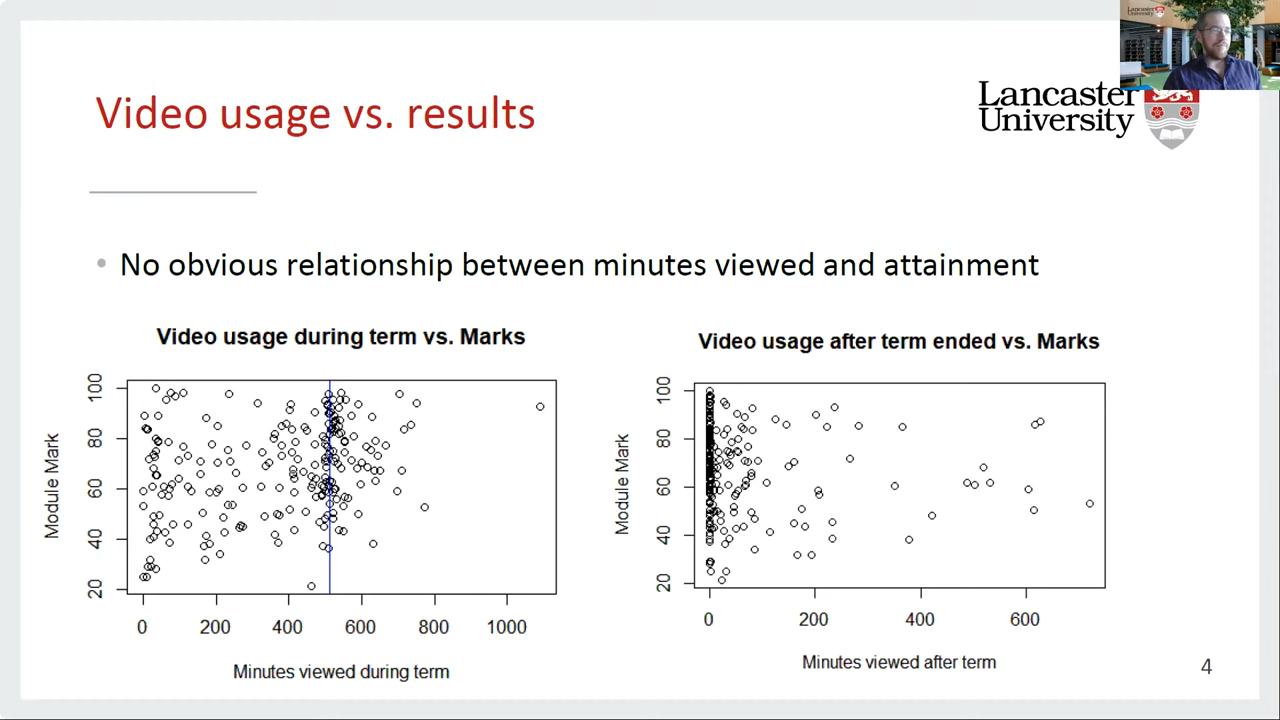 Lancaster
University
Video usage vs. results
Lancaster
University
• No obvious relationship between minutes viewed and attainment
Video usage during term vs. Marks
Module Mark
100
80
60
40
20
0 200 400 600 800 1000
Minutes viewed during term
Video usage after term ended vs. Marks
Module Mark
100
80
60
40
20
0 200 400 600
Minutes viewed after term
4